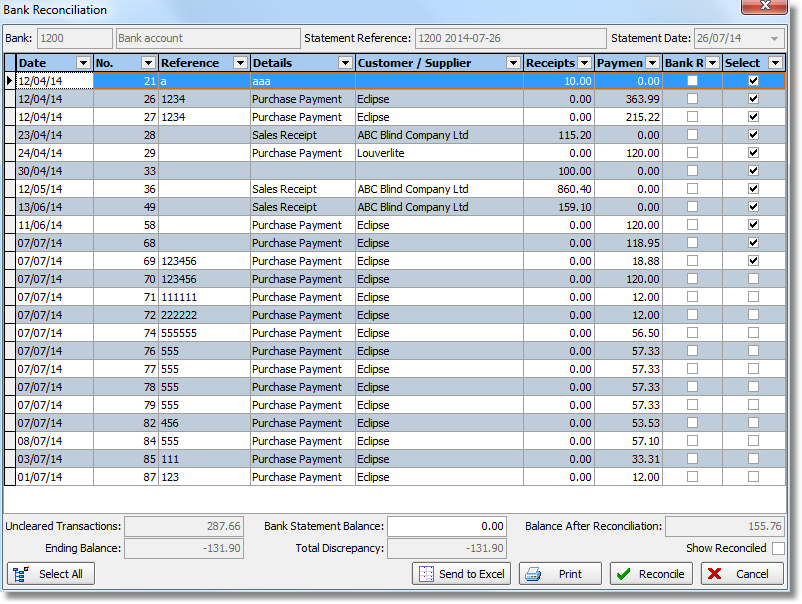 Bank Reconciliation
Bank: 1200 Bank account Statement Reference: 1200 2014-07-26 Statement Date: 26/07/14
Date No. Reference Details Customer / Supplier Receipts Paymen Bank R Select
12/04/14 21 a aaa 10.00 0.00
12/04/14 26 1234 Purchase Payment Eclipse 0.00 363.99
12/04/14 27 1234 Purchase Payment Eclipse 0.00 215.22
23/04/14 28 Sales Receipt ABC Blind Company Ltd 115.20 0.00
24/04/14 29 Purchase Payment Louverlite 0.00 120.00
30/04/14 33 100.00 0.00
12/05/14 36 Sales Receipt ABC Blind Company Ltd 860.40 0.00
13/06/14 49 Sales Receipt ABC Blind Company Ltd 159.10 0.00
11/06/14 58 Purchase Payment Eclipse 0.00 120.00
07/07/14 68 Purchase Payment Eclipse 0.00 118.95
07/07/14 69 123456 Purchase Payment Eclipse 0.00 18.88
07/07/14 70 123456 Purchase Payment Eclipse 0.00 120.00
07/07/14 71 111111 Purchase Payment Eclipse 0.00 12.00
07/07/14 72 222222 Purchase Payment Eclipse 0.00 12.00
07/07/14 74 555555 Purchase Payment Eclipse 0.00 56.50
07/07/14 76 555 Purchase Payment Eclipse 0.00 57.33
07/07/14 77 555 Purchase Payment Eclipse 0.00 57.33
07/07/14 78 555 Purchase Payment Eclipse 0.00 57.33
07/07/14 79 555 Purchase Payment Eclipse 0.00 57.33
07/07/14 82 456 Purchase Payment Eclipse 0.00 53.53
08/07/14 84 555 Purchase Payment Eclipse 0.00 57.10
03/07/14 85 111 Purchase Payment Eclipse 0.00 33.31
01/07/14 87 123 Purchase Payment Eclipse 0.00 12.00
Uncleared Transactions: 287.66 Bank Statement Balance: 0.00 Balance After Reconciliation: 155.76
Ending Balance: -131.90 Total Discrepancy: -131.90 Show Reconciled
Select All Send to Excel Print Reconcile Cancel